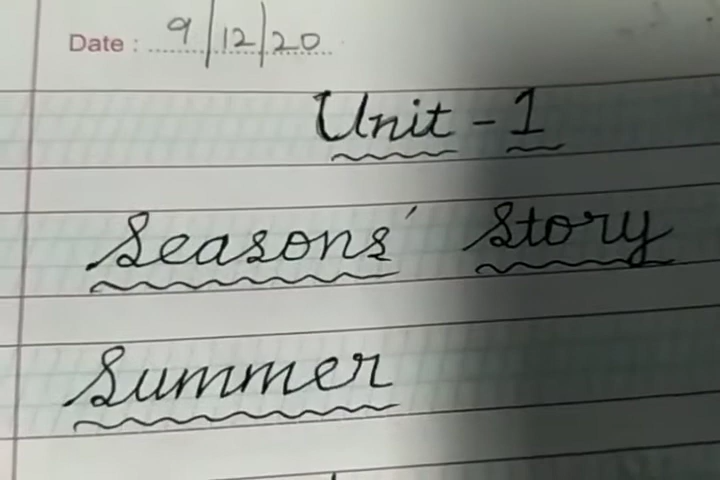 Date : 9/12/20
Unit - 1
Seasons' Story
Summer